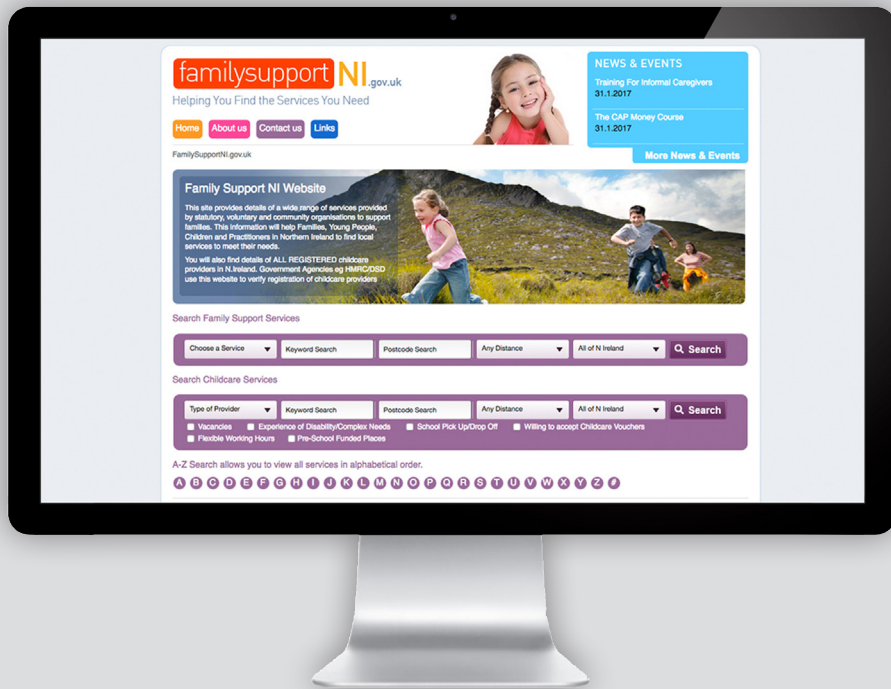 familysupport NI .gov.uk
Helping You Find the Services You Need
Home About us Contact us Links
NEWS & EVENTS
Training For Informal Caregivers
31.1.2017
The CAP Money Course
31.1.2017
More News & Events
FamilySupportNI.gov.uk
Family Support NI Website
This site provides details of a wide range of services provided
by statutory, voluntary and community organisations to support
families. This information will help Families, Young People,
Children and Practitioners in Northern Ireland to find local
services to meet their needs.
You will also find details of ALL REGISTERED childcare
providers in N.Ireland. Government Agencies eg HMRC/DSD
use this website to verify registration of childcare providers
Search Family Support Services
Choose a Service Keyword Search Postcode Search Any Distance All of N Ireland Search
Search Childcare Services
Type of Provider Keyword Search Postcode Search Any Distance All of N Ireland Search
Vacancies Experience of Disability/Complex Needs School Pick Up/Drop Off Willing to accept Childcare Vouchers
Flexible Working Hours Pre-School Funded Places
A-Z Search allows you to view all services in alphabetical order.
A B C D E F G H I J K L M N O P Q R S T U V W X Y Z #